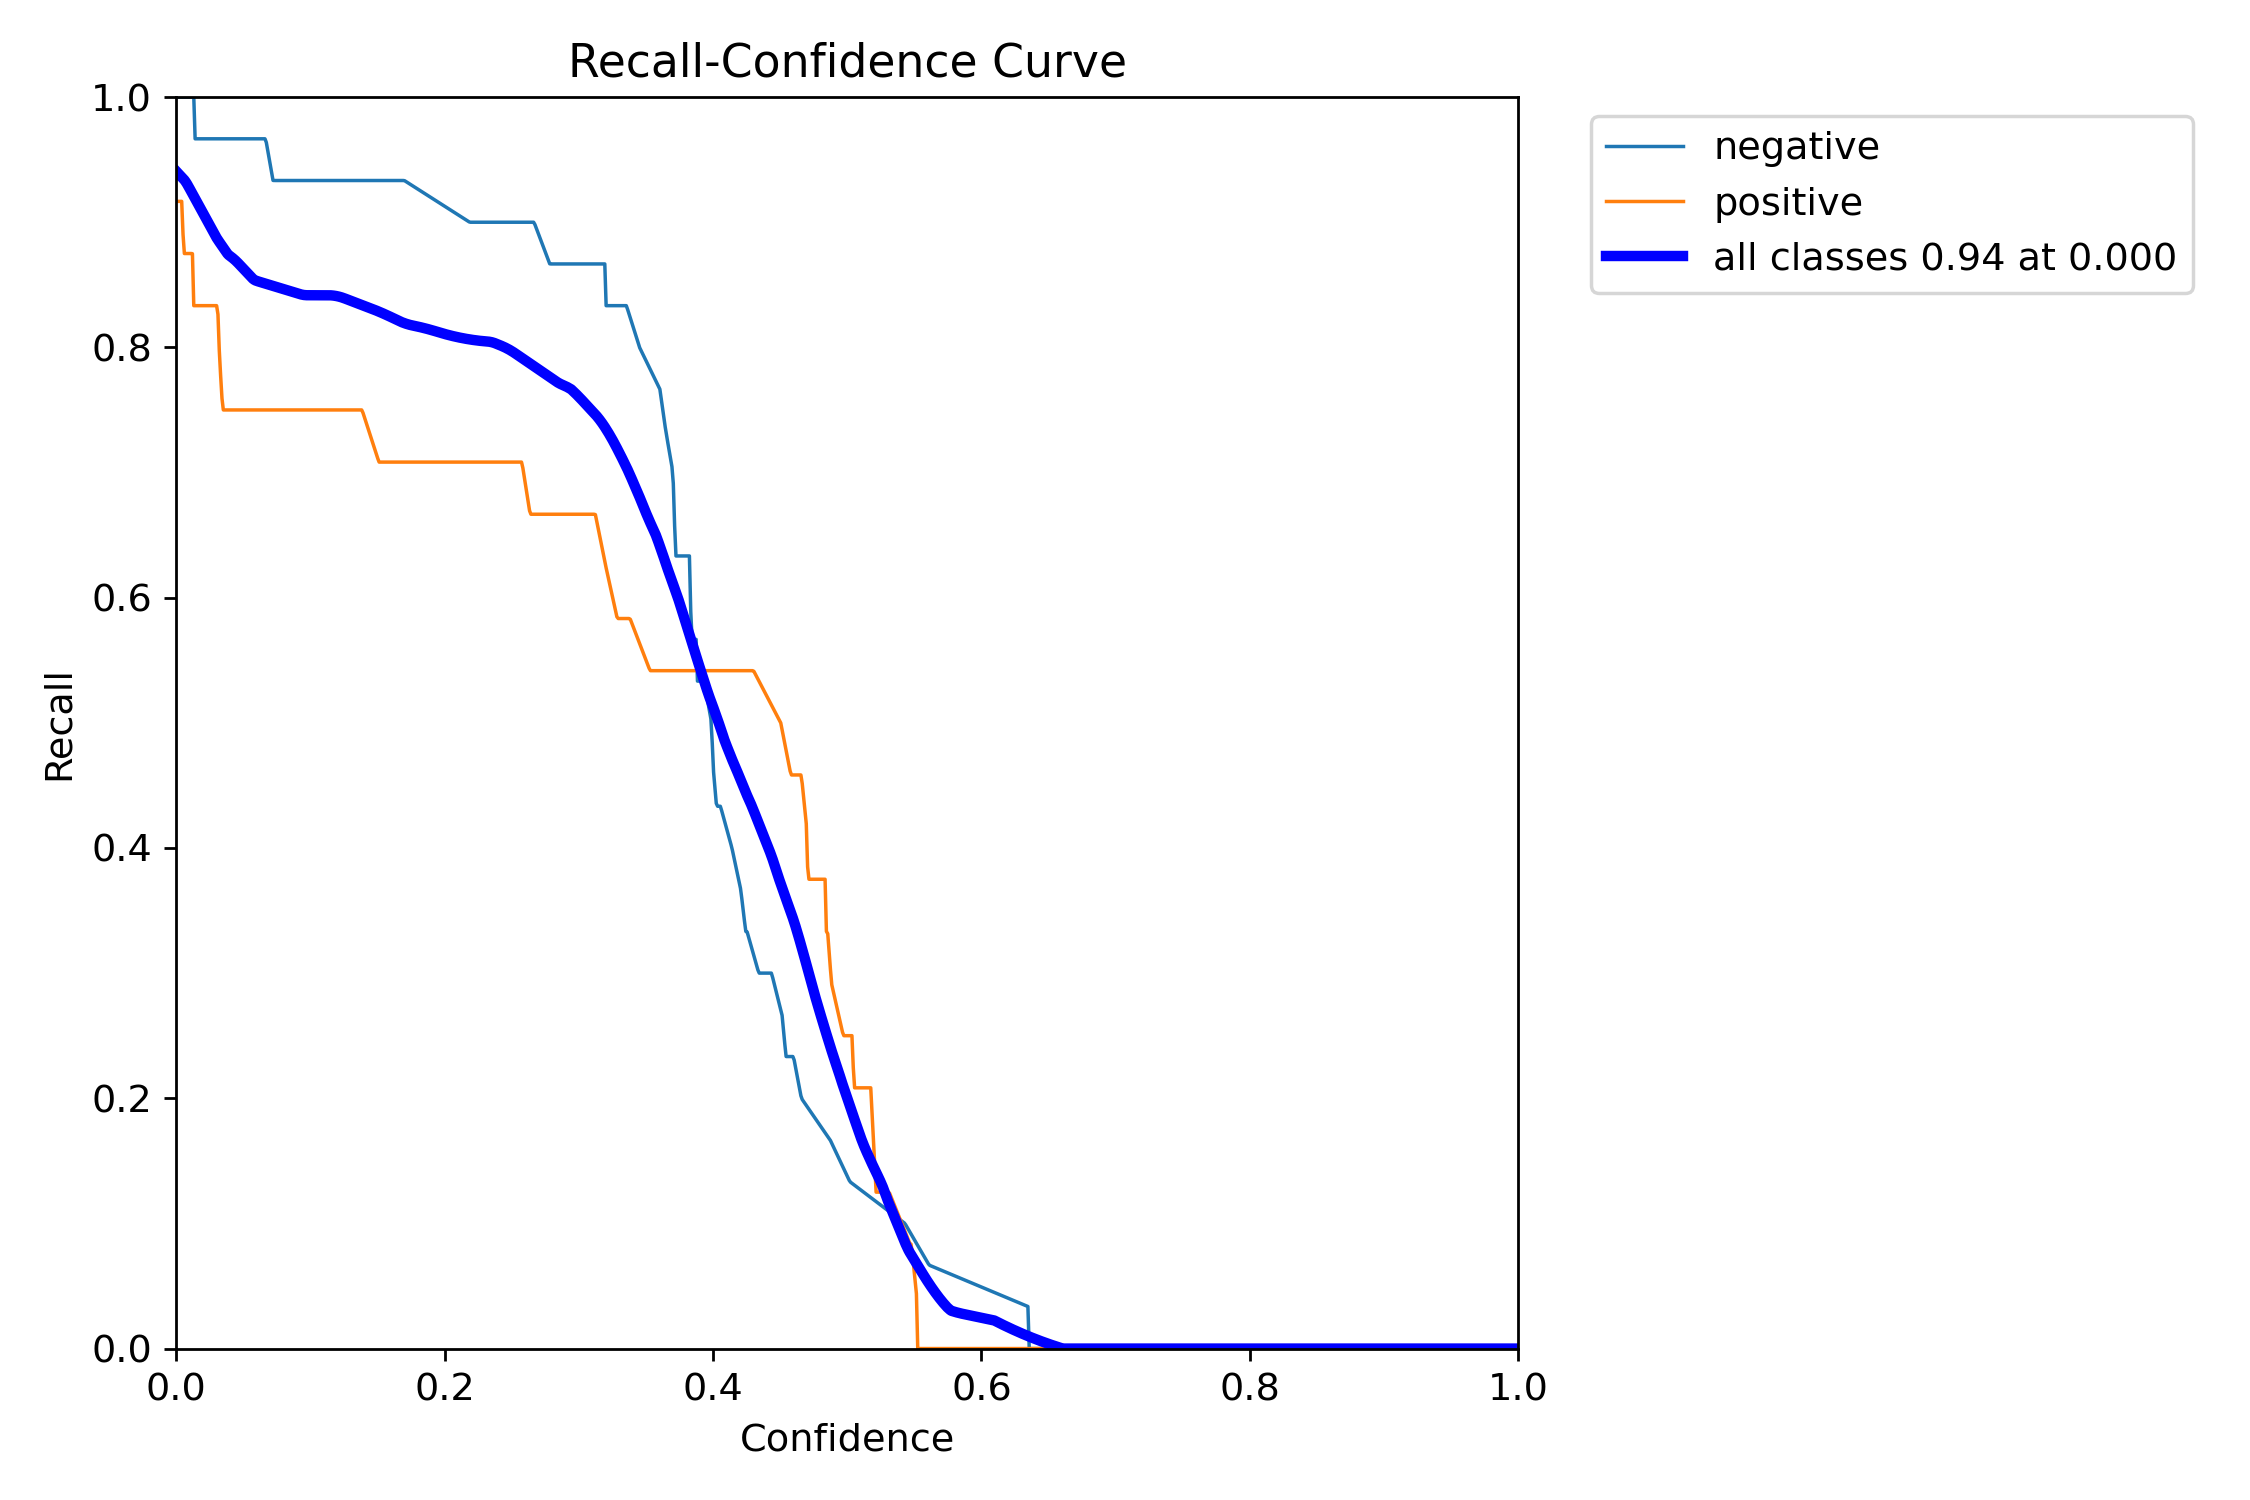 Recall-Confidence Curve
1.0
0.8
0.6
0.4
0.2
0.0
Recall
0.0 0.2 0.4 0.6 0.8 1.0
Confidence
negative
positive
all classes 0.94 at 0.000